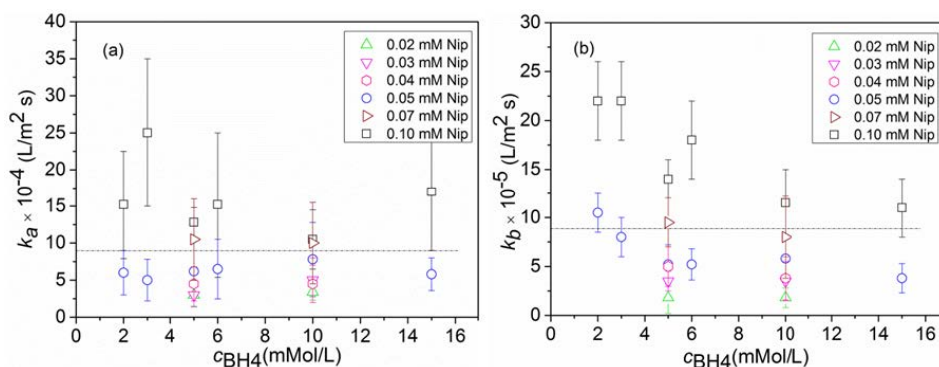 (a)
0.02 mM Nip
0.03 mM Nip
0.04 mM Nip
0.05 mM Nip
0.07 mM Nip
0.10 mM Nip
40
35
30
25
20
15
10
5
0
kₐ × 10⁻⁴ (L/m² s)
0 2 4 6 8 10 12 14 16
cBH4(mMol/L)
(b)
0.02 mM Nip
0.03 mM Nip
0.04 mM Nip
0.05 mM Nip
0.07 mM Nip
0.10 mM Nip
30
25
20
15
10
5
0
k_b × 10⁻⁵ (L/m² s)
0 2 4 6 8 10 12 14 16
cBH4(mMol/L)